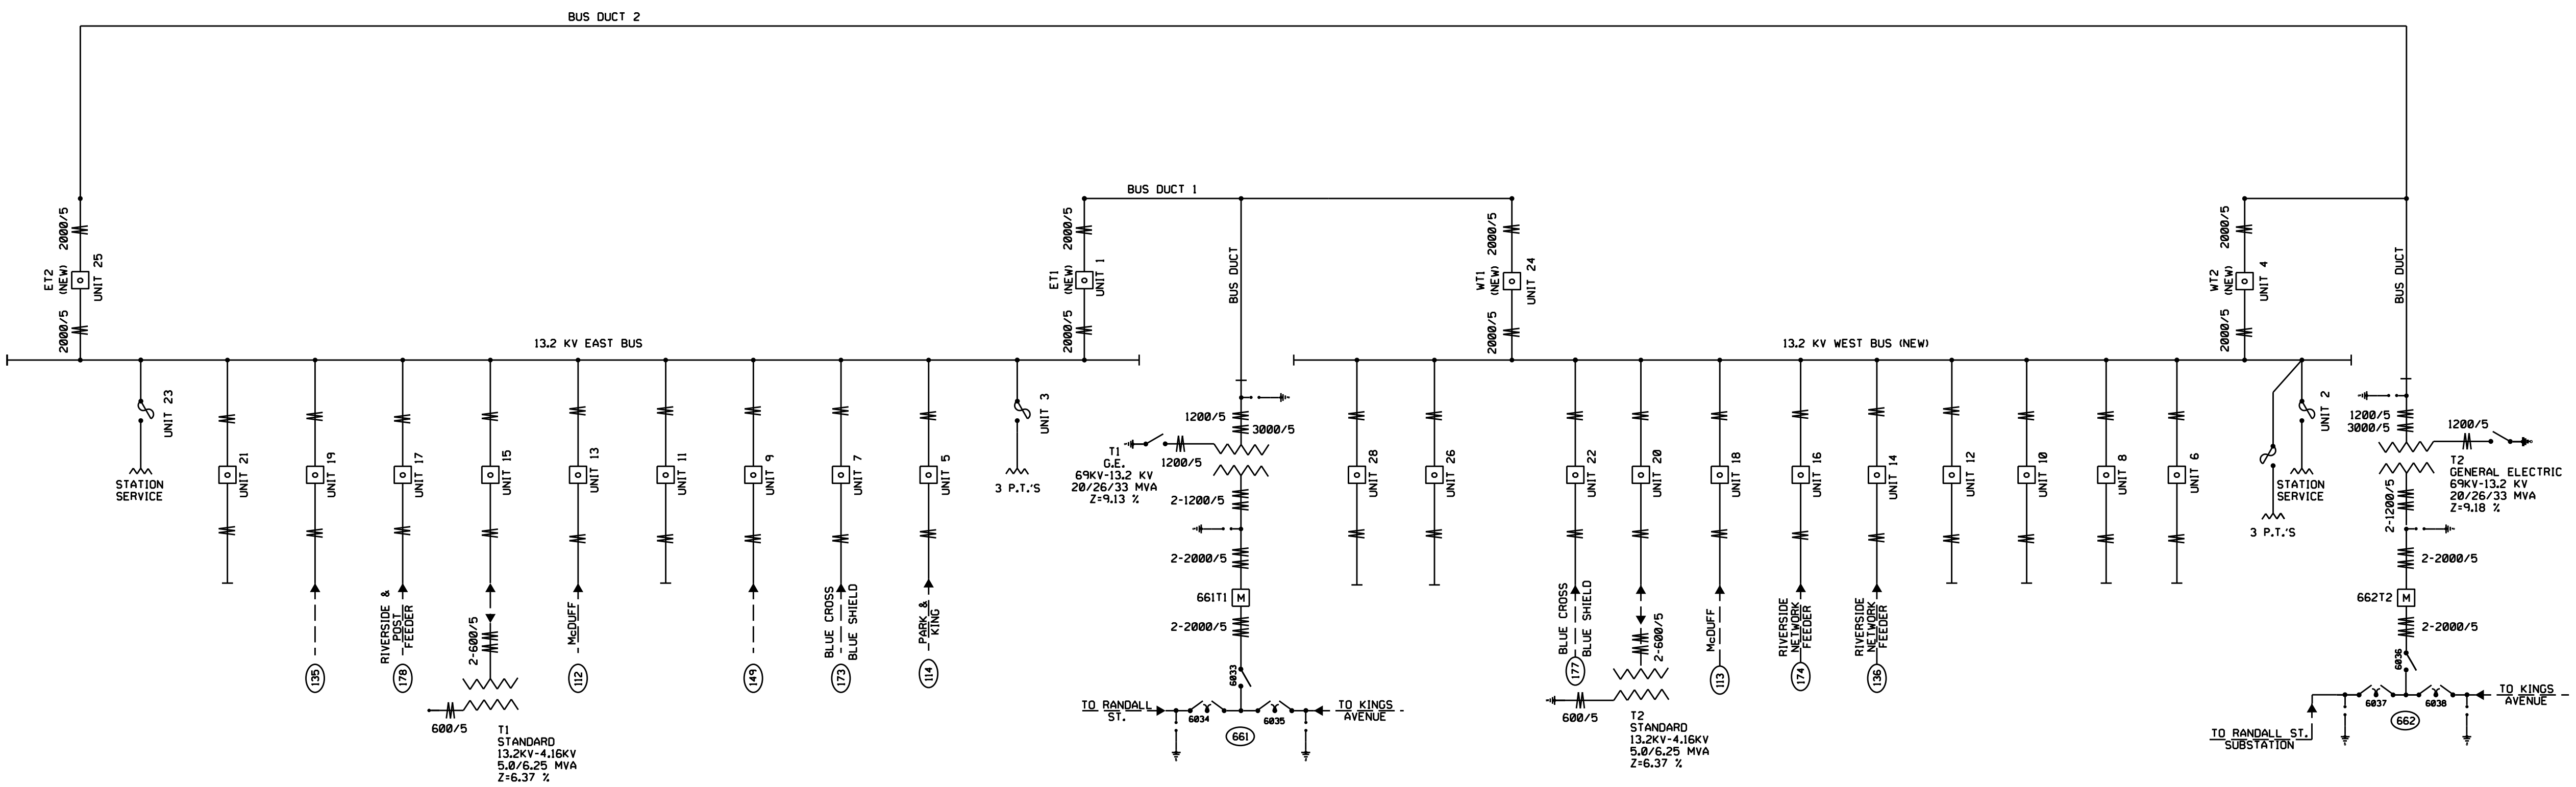 BUS DUCT 2
BUS DUCT 1
2000/5
ET2
(NEW)
UNIT 25
2000/5
2000/5
ET1
(NEW)
UNIT 1
2000/5
BUS DUCT
2000/5
WT1
(NEW)
UNIT 24
2000/5
2000/5
WT2
(NEW)
UNIT 4
2000/5
BUS DUCT
13.2 KV EAST BUS
13.2 KV WEST BUS (NEW)
UNIT 23
STATION
SERVICE
UNIT 21
UNIT 19
135
UNIT 17
RIVERSIDE &
POST
FEEDER
178
UNIT 15
2-600/5
600/5
T1
STANDARD
13.2KV-4.16KV
5.0/6.25 MVA
Z=6.37 %
UNIT 13
McDUFF
112
UNIT 11
UNIT 9
149
UNIT 7
BLUE CROSS
BLUE SHIELD
173
UNIT 5
PARK &
KING
114
UNIT 3
3 P.T.'S
1200/5
3000/5
1200/5
T1
G.E.
69KV-13.2 KV
20/26/33 MVA
Z=9.13 %
2-1200/5
2-2000/5
661T1
M
2-2000/5
6033
TO RANDALL
ST.
6034
6035
TO KINGS
AVENUE
661
UNIT 28
UNIT 26
UNIT 22
BLUE CROSS
BLUE SHIELD
177
UNIT 20
2-600/5
600/5
T2
STANDARD
13.2KV-4.16KV
5.0/6.25 MVA
Z=6.37 %
UNIT 18
McDUFF
113
UNIT 16
RIVERSIDE
NETWORK
FEEDER
174
UNIT 14
RIVERSIDE
NETWORK
FEEDER
136
UNIT 12
UNIT 10
UNIT 8
UNIT 6
UNIT 2
STATION
SERVICE
3 P.T.'S
1200/5
3000/5
1200/5
T2
GENERAL ELECTRIC
69KV-13.2 KV
20/26/33 MVA
Z=9.18 %
2-1200/5
2-2000/5
662T2
M
2-2000/5
6036
6037
6038
TO KINGS
AVENUE
662
TO RANDALL ST.
SUBSTATION